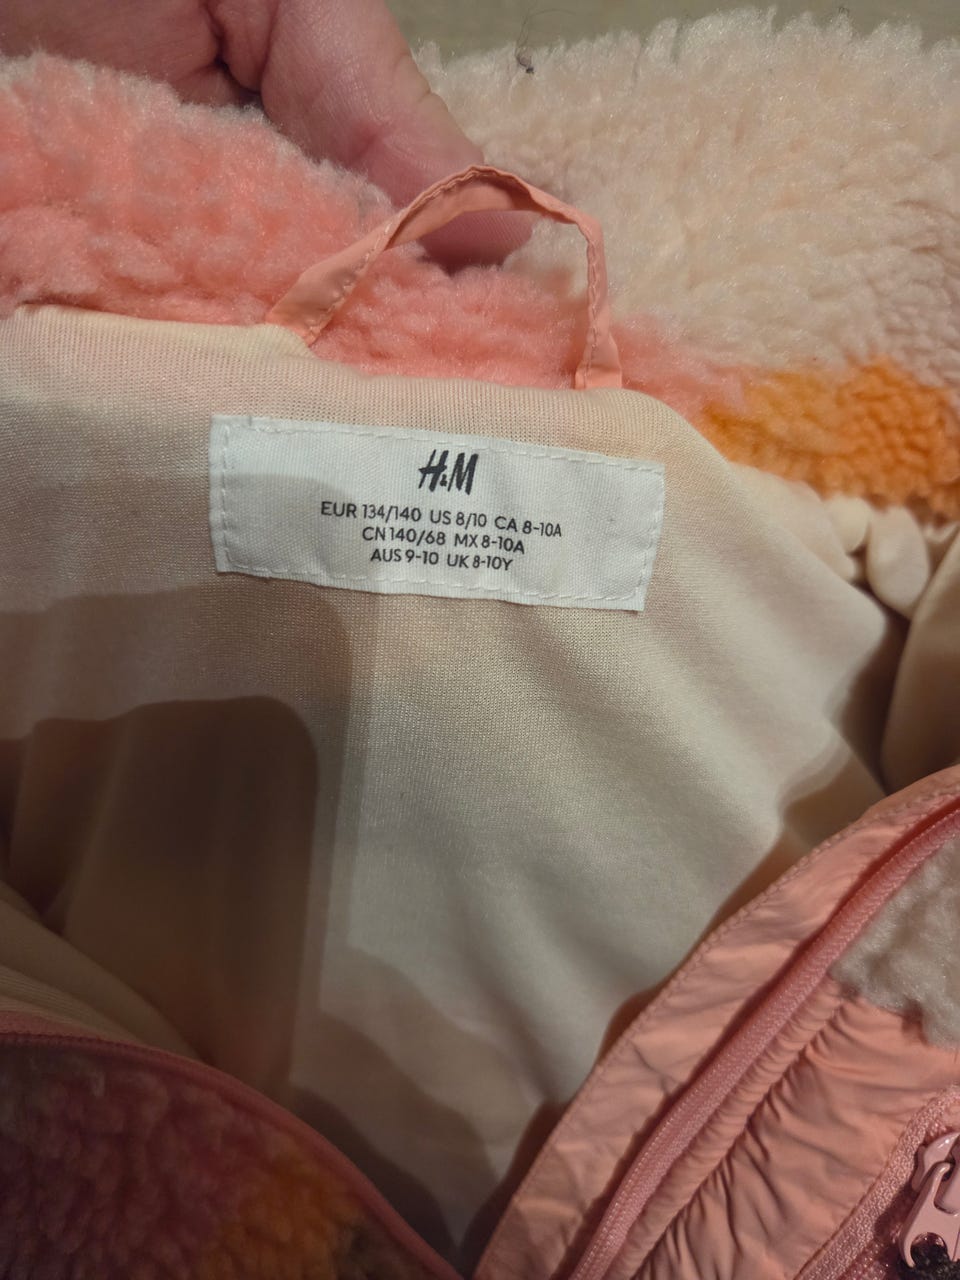 H&M
EUR 134/140 US 8/10 CA 8-10A
CN 140/68 MX 8-10A
AUS 9-10 UK 8-10Y